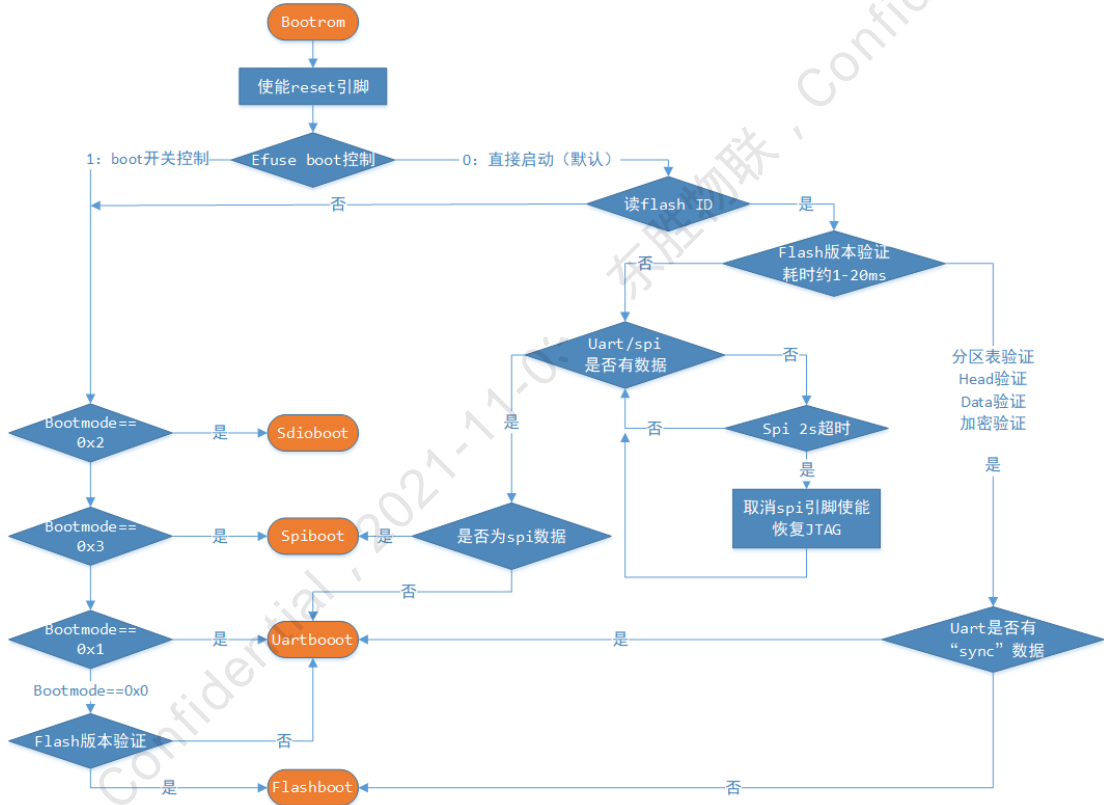 Bootrom
使能reset引脚
1: boot开关控制
Efuse boot控制
0: 直接启动（默认）
否
读flash ID
是
Flash版本验证
耗时约1-20ms
否
Uart/spi
是否有数据
否
分区表验证
Head验证
Data验证
加密验证
是
Bootmode==
0x2
是
Sdioboot
是
否
Spi 2s超时
是
取消spi引脚使能
恢复JTAG
Bootmode==
0x3
是
Spiboot
是
是否为spi数据
否
Bootmode==
0x1
是
Uartbooot
是
Uart是否有
“sync”数据
Bootmode==0x0
Flash版本验证
否
是
Flashboot
否
Confidential, 2021-11-0
东胜物联, Confid